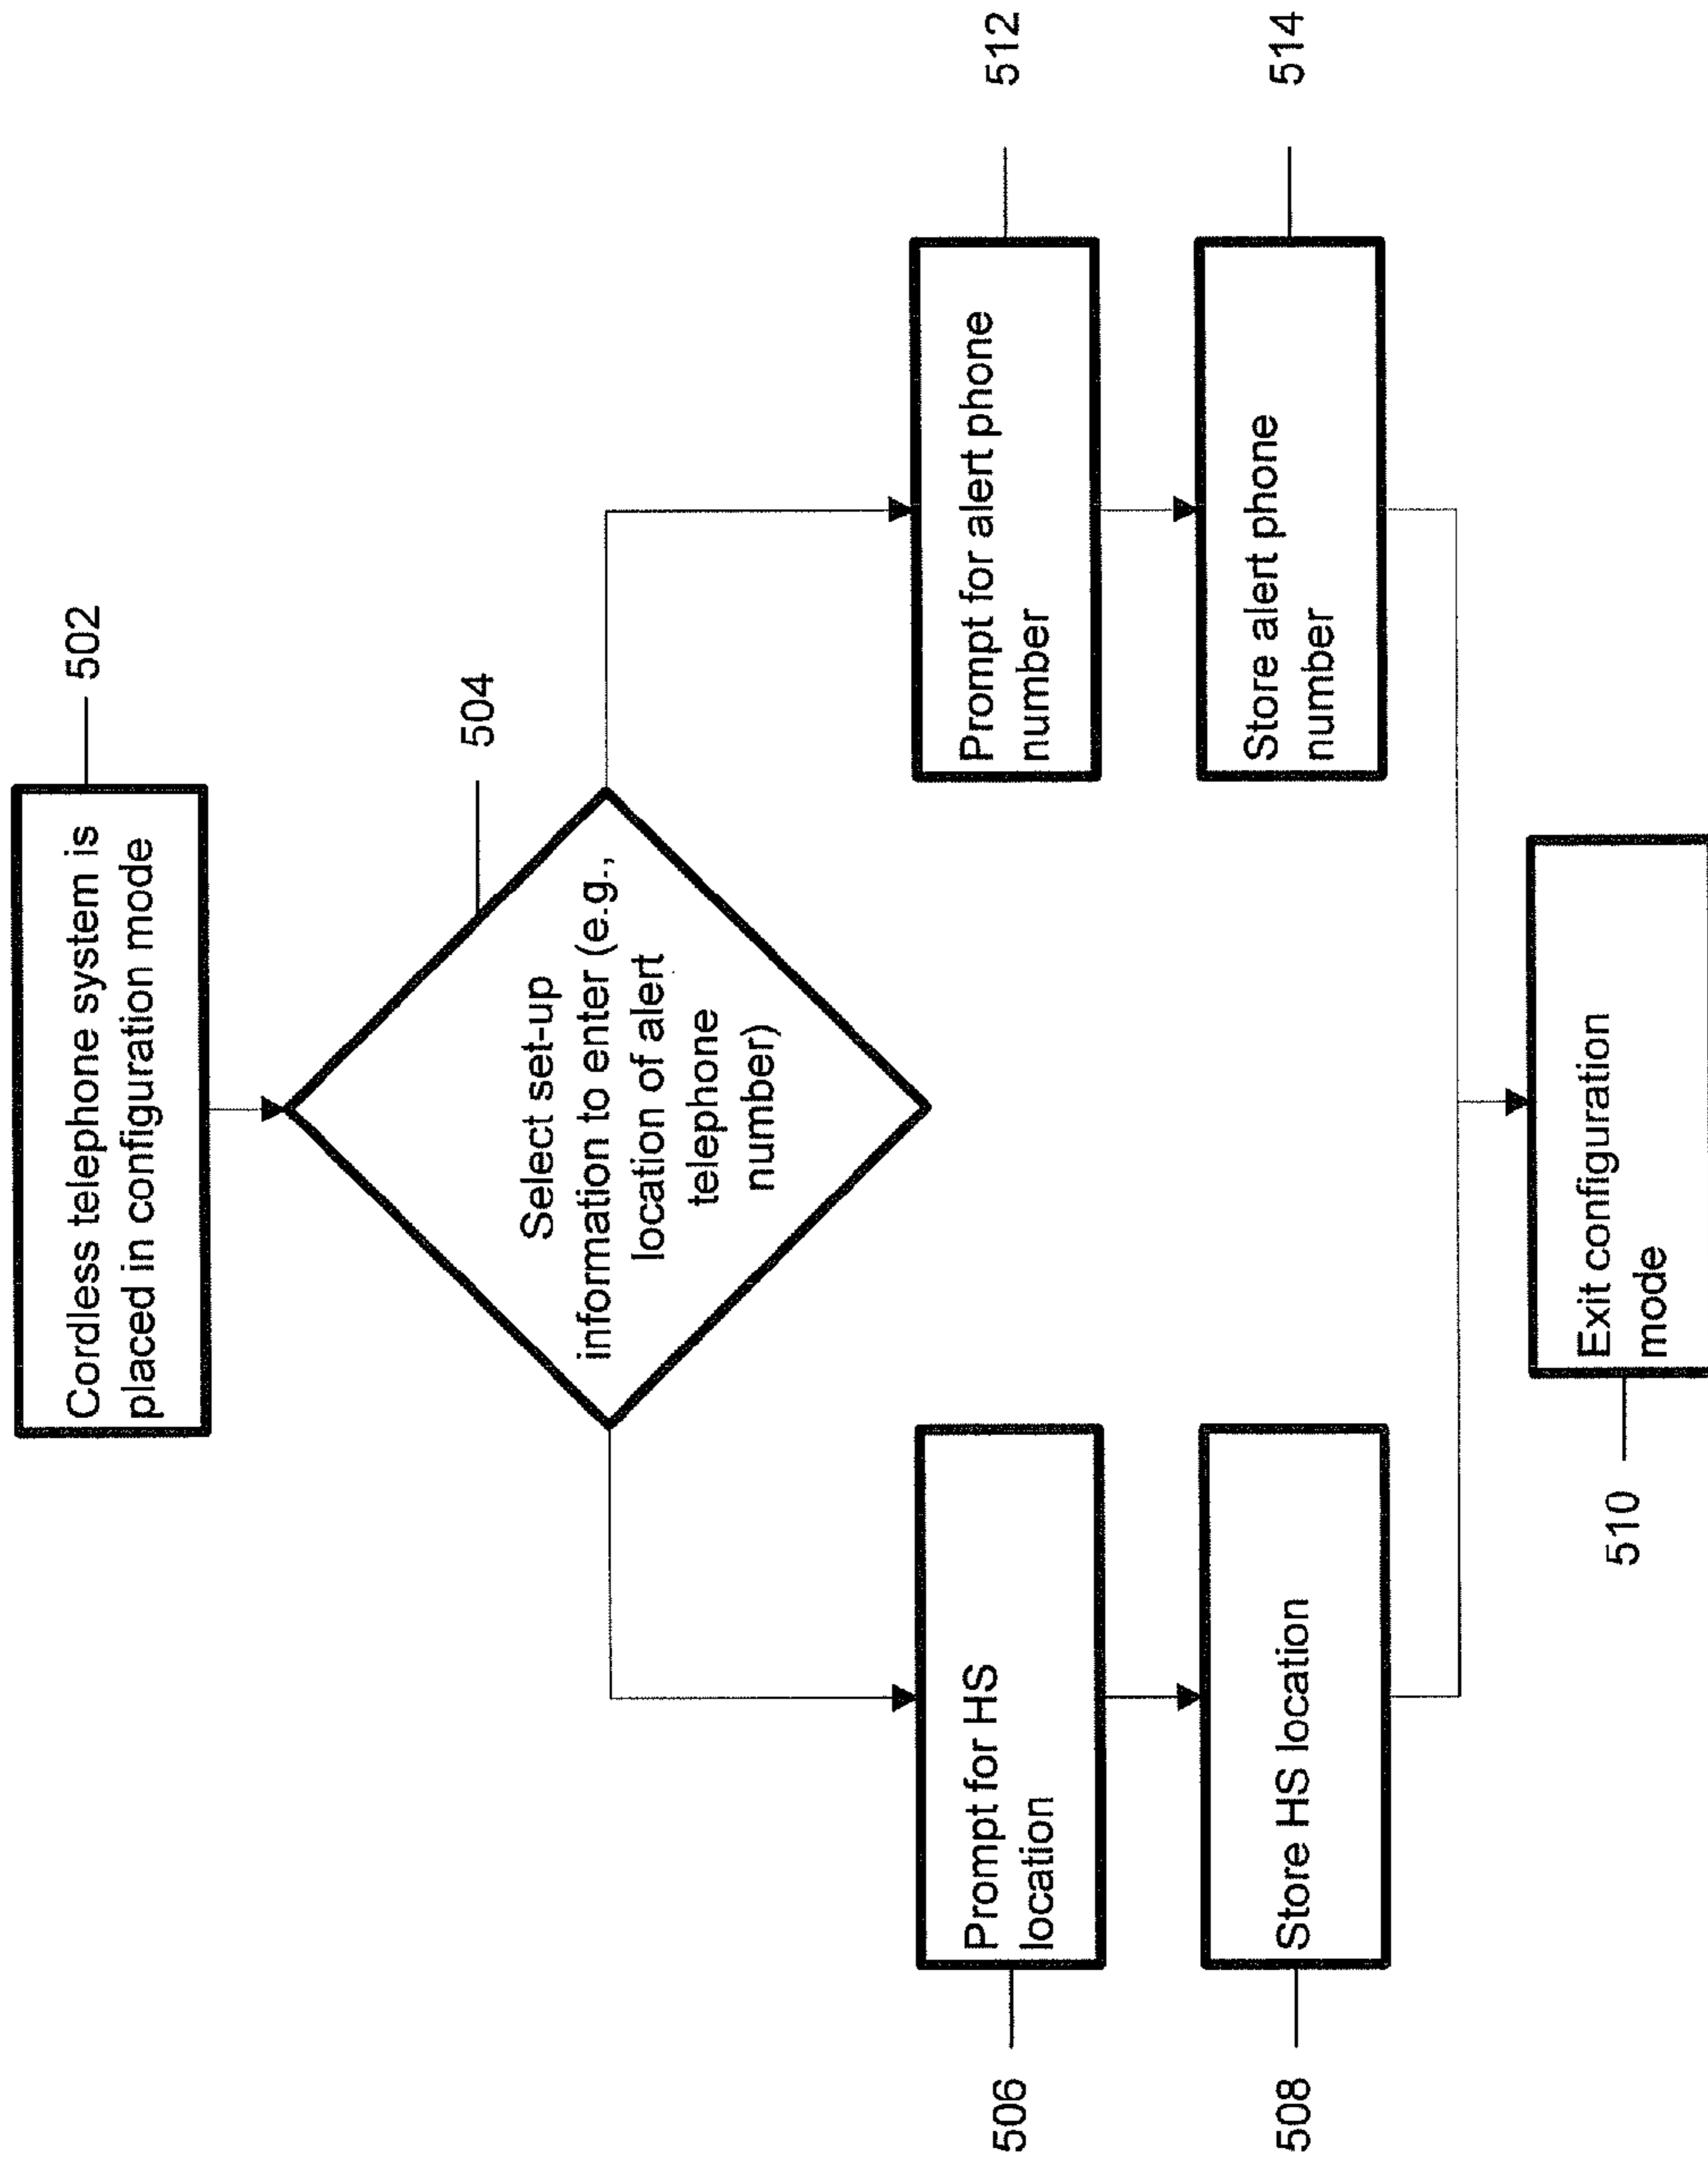 Cordless telephone system is
placed in configuration mode
502
504
Select set-up
information to enter (e.g.,
location of alert
telephone
number)
506
Prompt for HS
location
Prompt for alert phone
number
512
508
Store HS location
Store alert phone
number
514
510
Exit configuration
mode